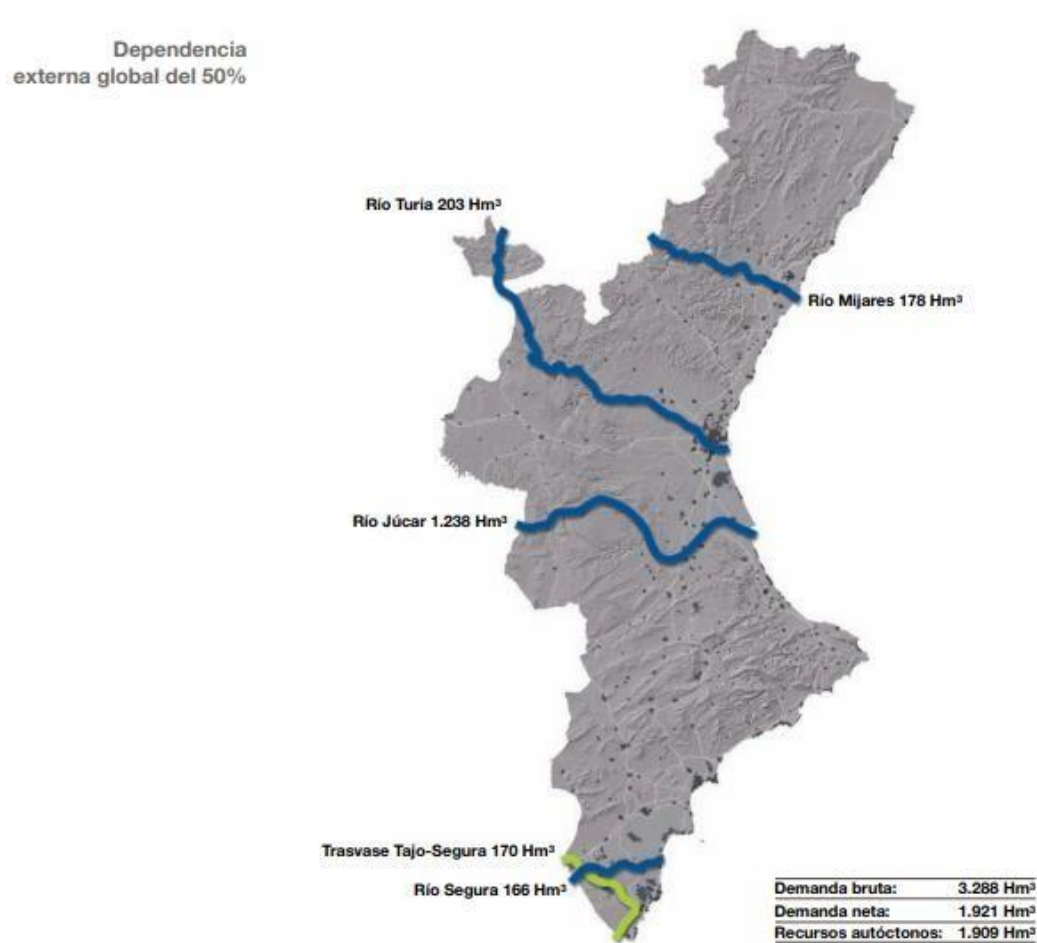 Dependencia
externa global del 50%
Río Turia 203 Hm³
Río Mijares 178 Hm³
Río Júcar 1.238 Hm³
Trasvase Tajo-Segura 170 Hm³
Río Segura 166 Hm³
Demanda bruta: 3.288 Hm³
Demanda neta: 1.921 Hm³
Recursos autóctonos: 1.909 Hm³